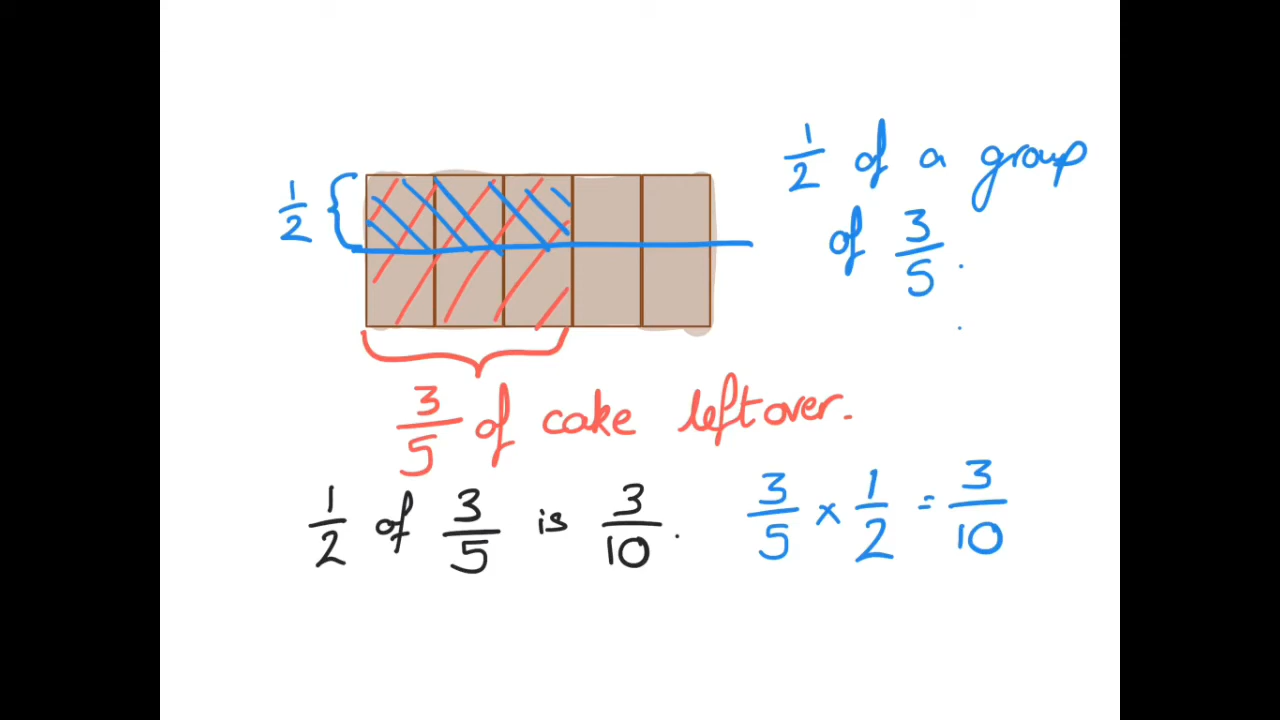 1/2 of a group
of 3/5.
1/2
3/5 of cake leftover.
1/2 of 3/5 is 3/10.
3/5 × 1/2 = 3/10